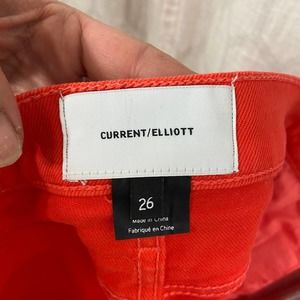 CURRENT/ELLIOTT
26
Made in China
Fabriqué en Chine